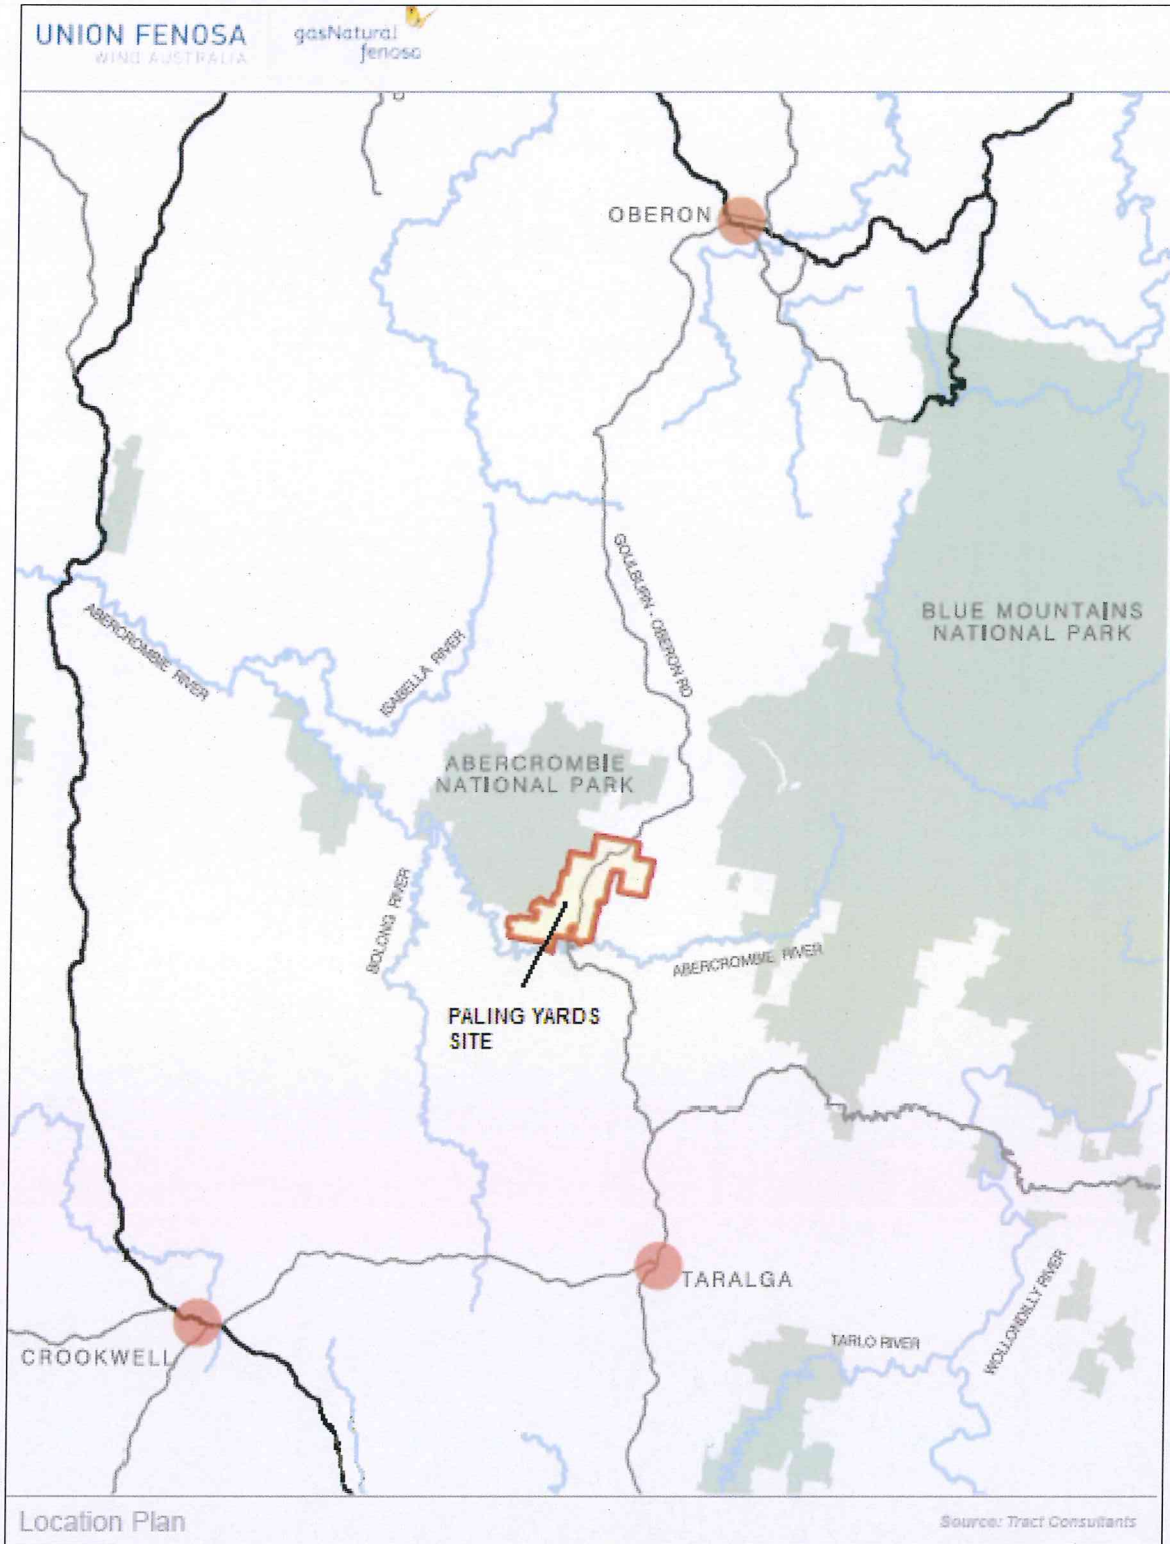 UNION FENOSA
WIND AUSTRALIA
gasNatural
fenosa
OBERON
GOULBURN - OBERON RD
BLUE MOUNTAINS
NATIONAL PARK
ABERCROMBIE RIVER
ISABELLA RIVER
ABERCROMBIE
NATIONAL PARK
BOLONG RIVER
ABERCROMBIE RIVER
PALING YARDS
SITE
TARALGA
WOLLONDILLY RIVER
TARLO RIVER
CROOKWELL
Location Plan
Source: Tract Consultants